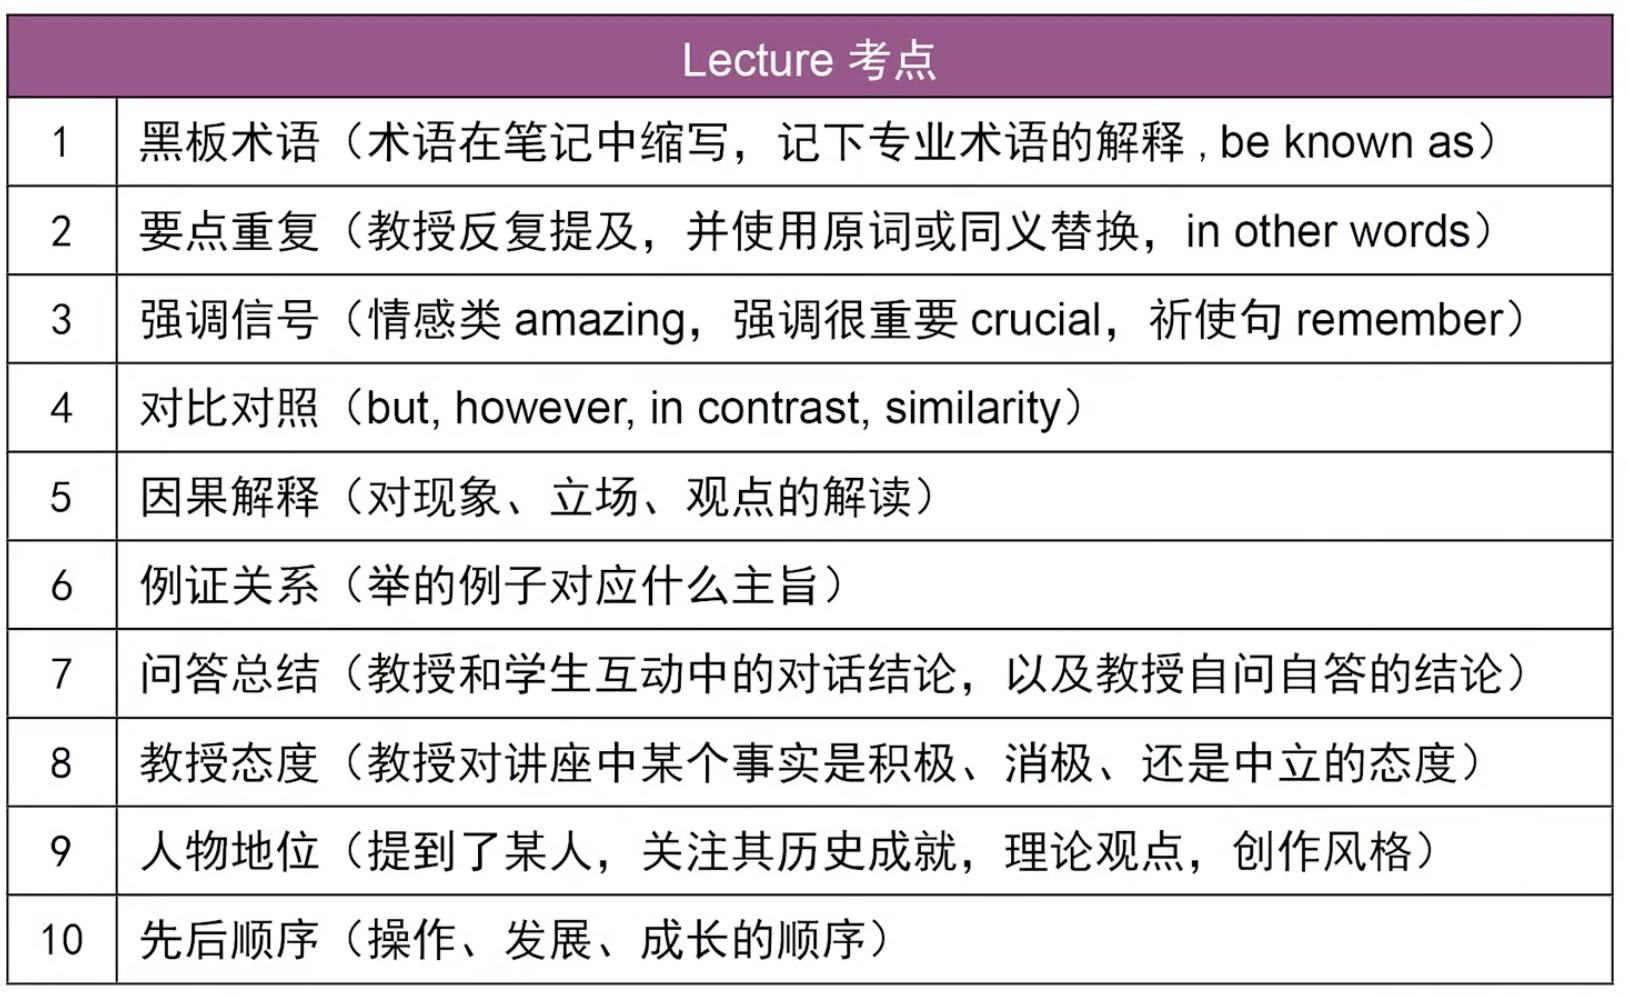 Lecture 考点
1 黑板术语（术语在笔记中缩写，记下专业术语的解释, be known as）
2 要点重复（教授反复提及，并使用原词或同义替换，in other words）
3 强调信号（情感类 amazing，强调很重要 crucial，祈使句 remember）
4 对比对照（but, however, in contrast, similarity）
5 因果解释（对现象、立场、观点的解读）
6 例证关系（举的例子对应什么主旨）
7 问答总结（教授和学生互动中的对话结论，以及教授自问自答的结论）
8 教授态度（教授对讲座中某个事实是积极、消极、还是中立的态度）
9 人物地位（提到了某人，关注其历史成就，理论观点，创作风格）
10 先后顺序（操作、发展、成长的顺序）